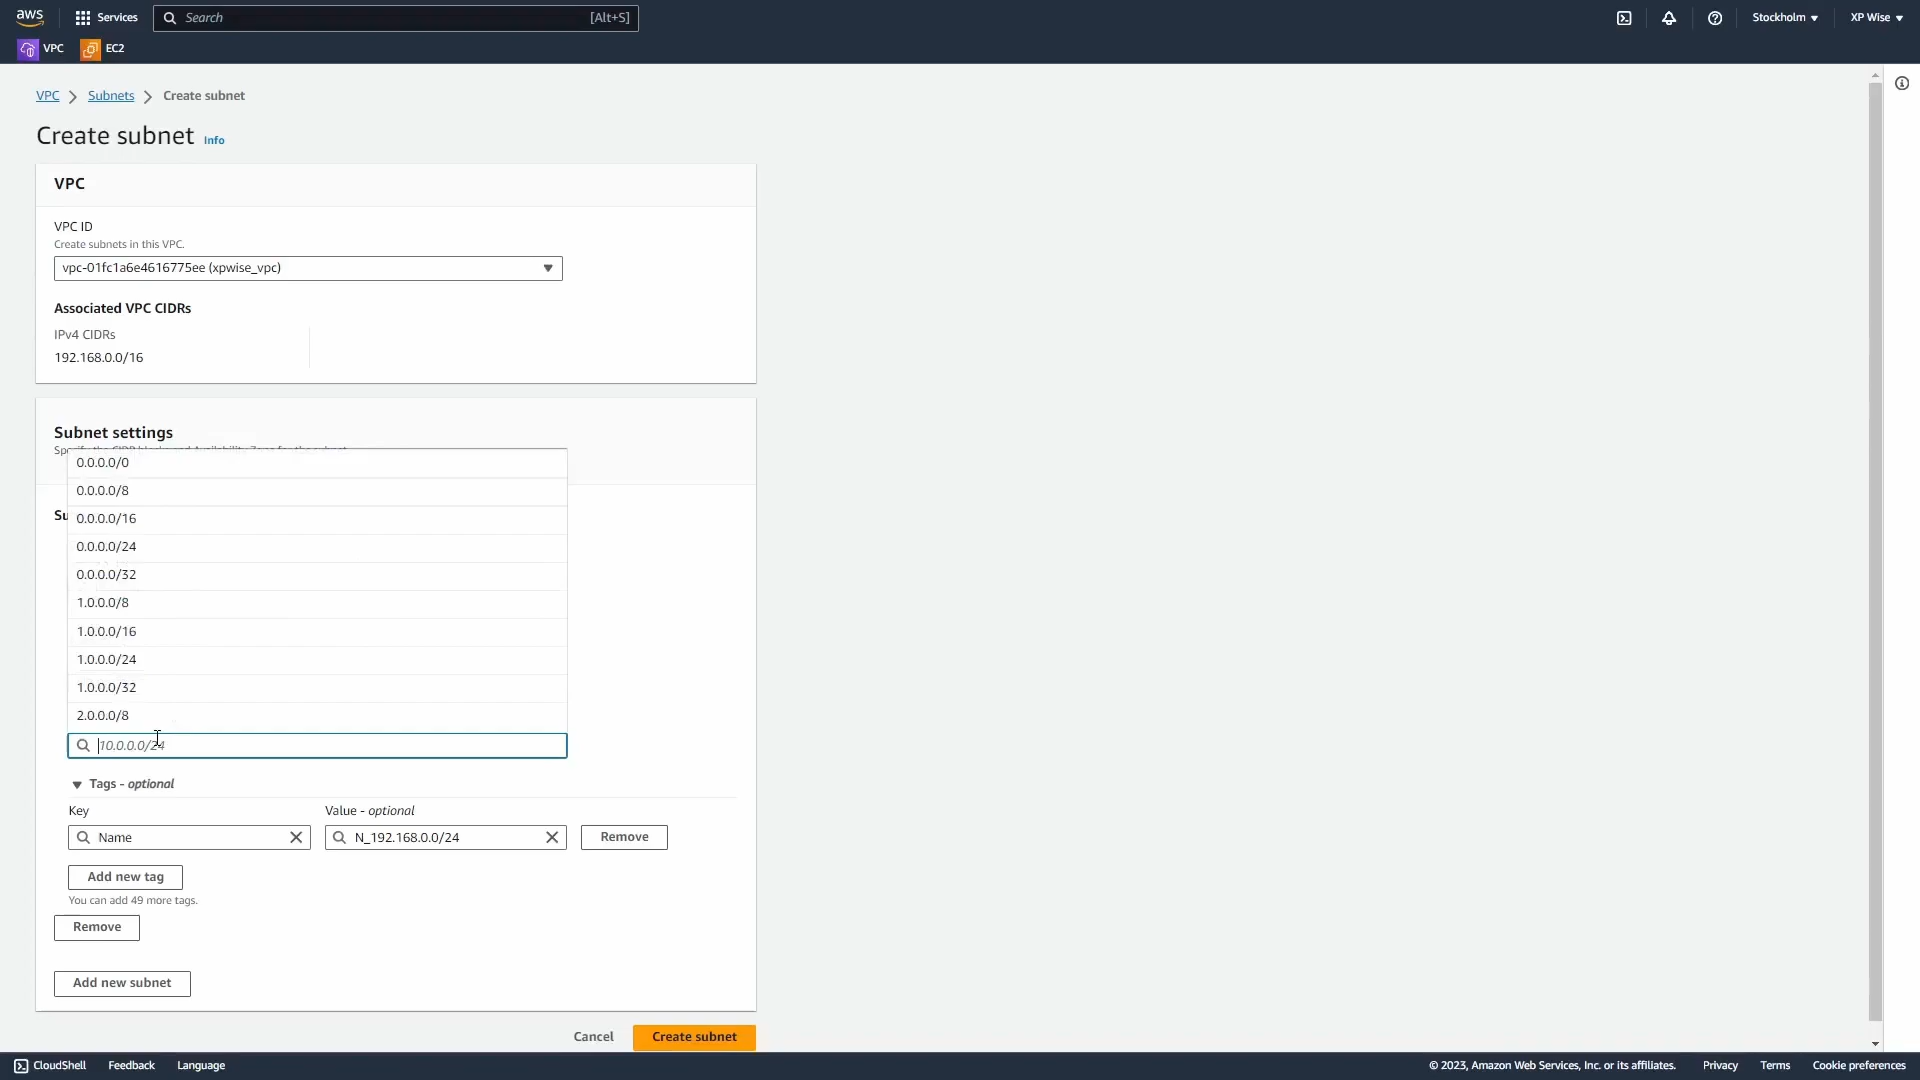 aws
Services
Search
[Alt+S]
Stockholm
XP Wise
VPC
EC2
VPC
Subnets
Create subnet
Create subnet
Info
VPC
VPC ID
Create subnets in this VPC.
vpc-01fc1a6e4616775ee (xpwise_vpc)
Associated VPC CIDRs
IPv4 CIDRs
192.168.0.0/16
Subnet settings
0.0.0.0/0
0.0.0.0/8
0.0.0.0/16
0.0.0.0/24
0.0.0.0/32
1.0.0.0/8
1.0.0.0/16
1.0.0.0/24
1.0.0.0/32
2.0.0.0/8
10.0.0.0/24
Tags - optional
Key
Value - optional
Name
N_192.168.0.0/24
Remove
Add new tag
You can add 49 more tags.
Remove
Add new subnet
Cancel
Create subnet
CloudShell
Feedback
Language
© 2023, Amazon Web Services, Inc. or its affiliates.
Privacy
Terms
Cookie preferences